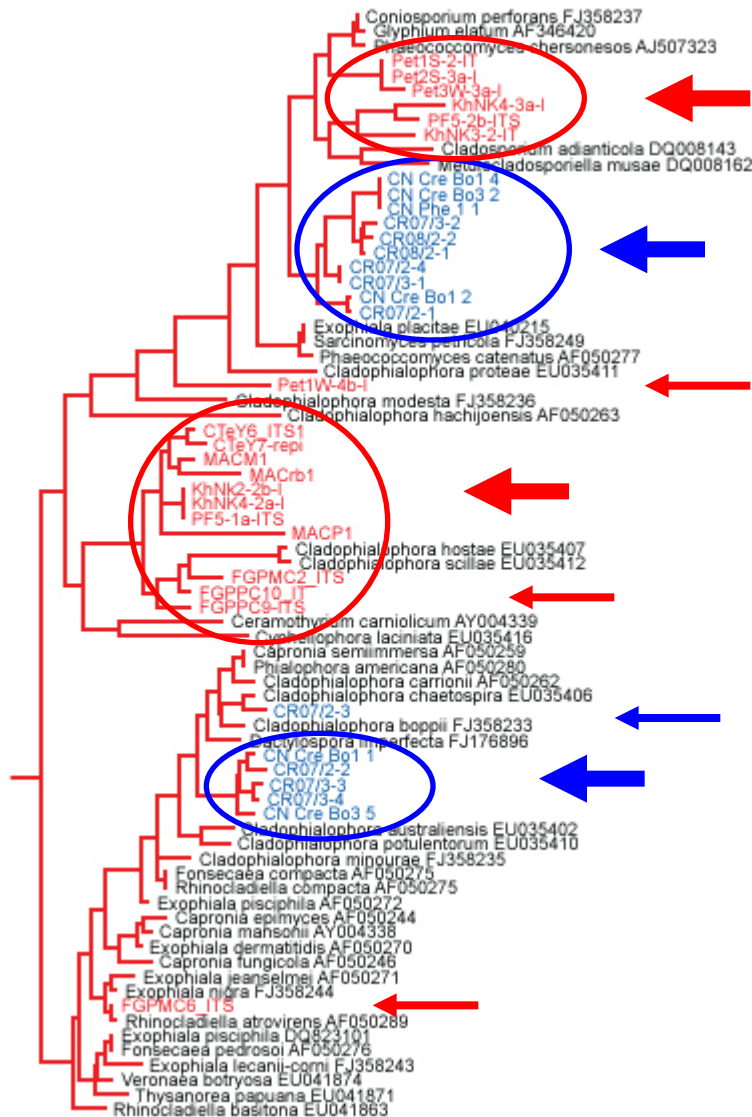 Coniosporium perforans FJ358237
Glyphium elatum AF346420
Phaeococcomyces chersonesos AJ507323
Pet1S-2-IT
Pet2S-3a-I
Pet3W-3a-I
KhNK4-3a-I
PF5-2b-ITS
KhNK3-2-IT
Cladosporium adianticola DQ008143
Metulocladosporiella musae DQ008162
CN Cre Bo1 4
CN Cre Bo3 2
CN Phe 1 1
CR07/3-2
CR08/2-2
CR08/2-1
CR07/2-4
CR07/3-1
CN Cre Bo1 2
CR07/2-1
Exophiala placitae EU040215
Sarcinomyces petricola FJ358249
Phaeococcomyces catenatus AF050277
Cladophialophora proteae EU035411
Pet1W-4b-I
Cladophialophora modesta FJ358236
Cladophialophora hachijoensis AF050263
CTeY6_ITS1
CTeY7-repi
MACM1
MACrb1
KhNK2-2b-I
KhNK4-2a-I
PF5-1a-ITS
MACP1
Cladophialophora hostae EU035407
Cladophialophora scillae EU035412
FGPMC2_ITS
FGPPC10_IT
FGPPC9-ITS
Ceramothyrium carniolicum AY004339
Cyphellophora laciniata EU035416
Capronia semiimmersa AF050259
Phialophora americana AF050280
Cladophialophora carrionii AF050262
Cladophialophora chaetospira EU035406
CR07/2-3
Cladophialophora boppii FJ358233
Dactylospora imperfecta FJ176896
CN Cre Bo1 1
CR07/2-2
CR07/3-3
CR07/3-4
CN Cre Bo3 5
Cladophialophora australiensis EU035402
Cladophialophora potulentorum EU035410
Cladophialophora minourae FJ358235
Fonsecaea compacta AF050275
Rhinocladiella compacta AF050275
Exophiala pisciphila AF050272
Capronia epimyces AF050244
Capronia mansonii AY004338
Exophiala dermatitidis AF050270
Capronia fungicola AF050246
Exophiala jeanselmei AF050271
Exophiala nigra FJ358244
FGPMC6_ITS
Rhinocladiella atrovirens AF050289
Exophiala pisciphila DQ823101
Fonsecaea pedrosoi AF050276
Exophiala lecanii-corni FJ358243
Veronaea botryosa EU041874
Thysanorea papuana EU041871
Rhinocladiella basitona EU041863